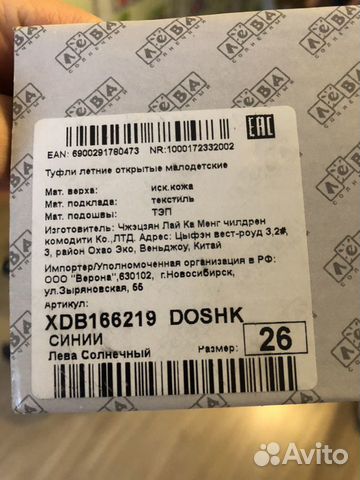 ЛЕВА
СОЛНЕЧНЫЙ
EAC
EAN: 6900291780473 NR:1000172332002
Туфли летние открытые малодетские
Мат. верха: иск.кожа
Мат. подклада: текстиль
Мат. подошвы: ТЭП
Изготовитель: Чжэцзян Лай Ка Менг чилдрен
комодити Ко.,ЛТД. Адрес: Цыфэн вест-роуд 3,2#,
3, район Охао Эко, Веньджоу, Китай
Импортер/Уполномоченная организация в РФ:
ООО "Верона",630102, г.Новосибирск,
ул.Зыряновская, 55
Артикул:
XDB166219 DOSHK
СИНИИ
Лева Солнечный Размер: 26
Avito